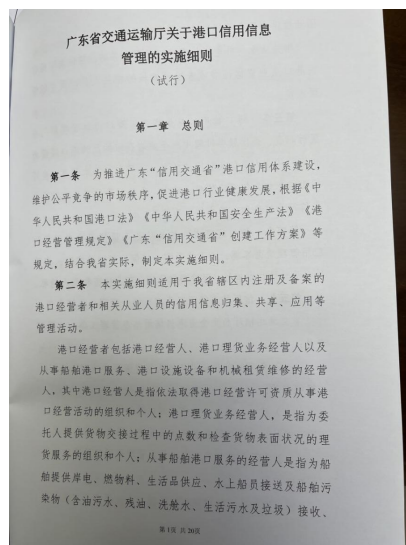 广东省交通运输厅关于港口信用信息
管理的实施细则
（试行）
第一章 总则
第一条 为推进广东“信用交通省”港口信用体系建设，
维护公平竞争的市场秩序，促进港口行业健康发展，根据《中
华人民共和国港口法》《中华人民共和国安全生产法》《港
口经营管理规定》《广东“信用交通省”创建工作方案》等
规定，结合我省实际，制定本实施细则。
第二条 本实施细则适用于我省辖区内注册及备案的
港口经营者和相关从业人员的信用信息归集、共享、应用等
管理活动。
港口经营者包括港口经营人、港口理货业务经营人以及
从事船舶港口服务、港口设施设备和机械租赁维修的经营
人，其中港口经营人是指依法取得港口经营许可资质从事港
口经营活动的组织和个人；港口理货业务经营人，是指为委
托人提供货物交接过程中的点数和检查货物表面状况的理
货服务的组织和个人；从事船舶港口服务的经营人是指为船
舶提供岸电、燃物料、生活品供应、水上船员接送及船舶污
染物（含油污水、残油、洗舱水、生活污水及垃圾）接收、
第1页 共20页